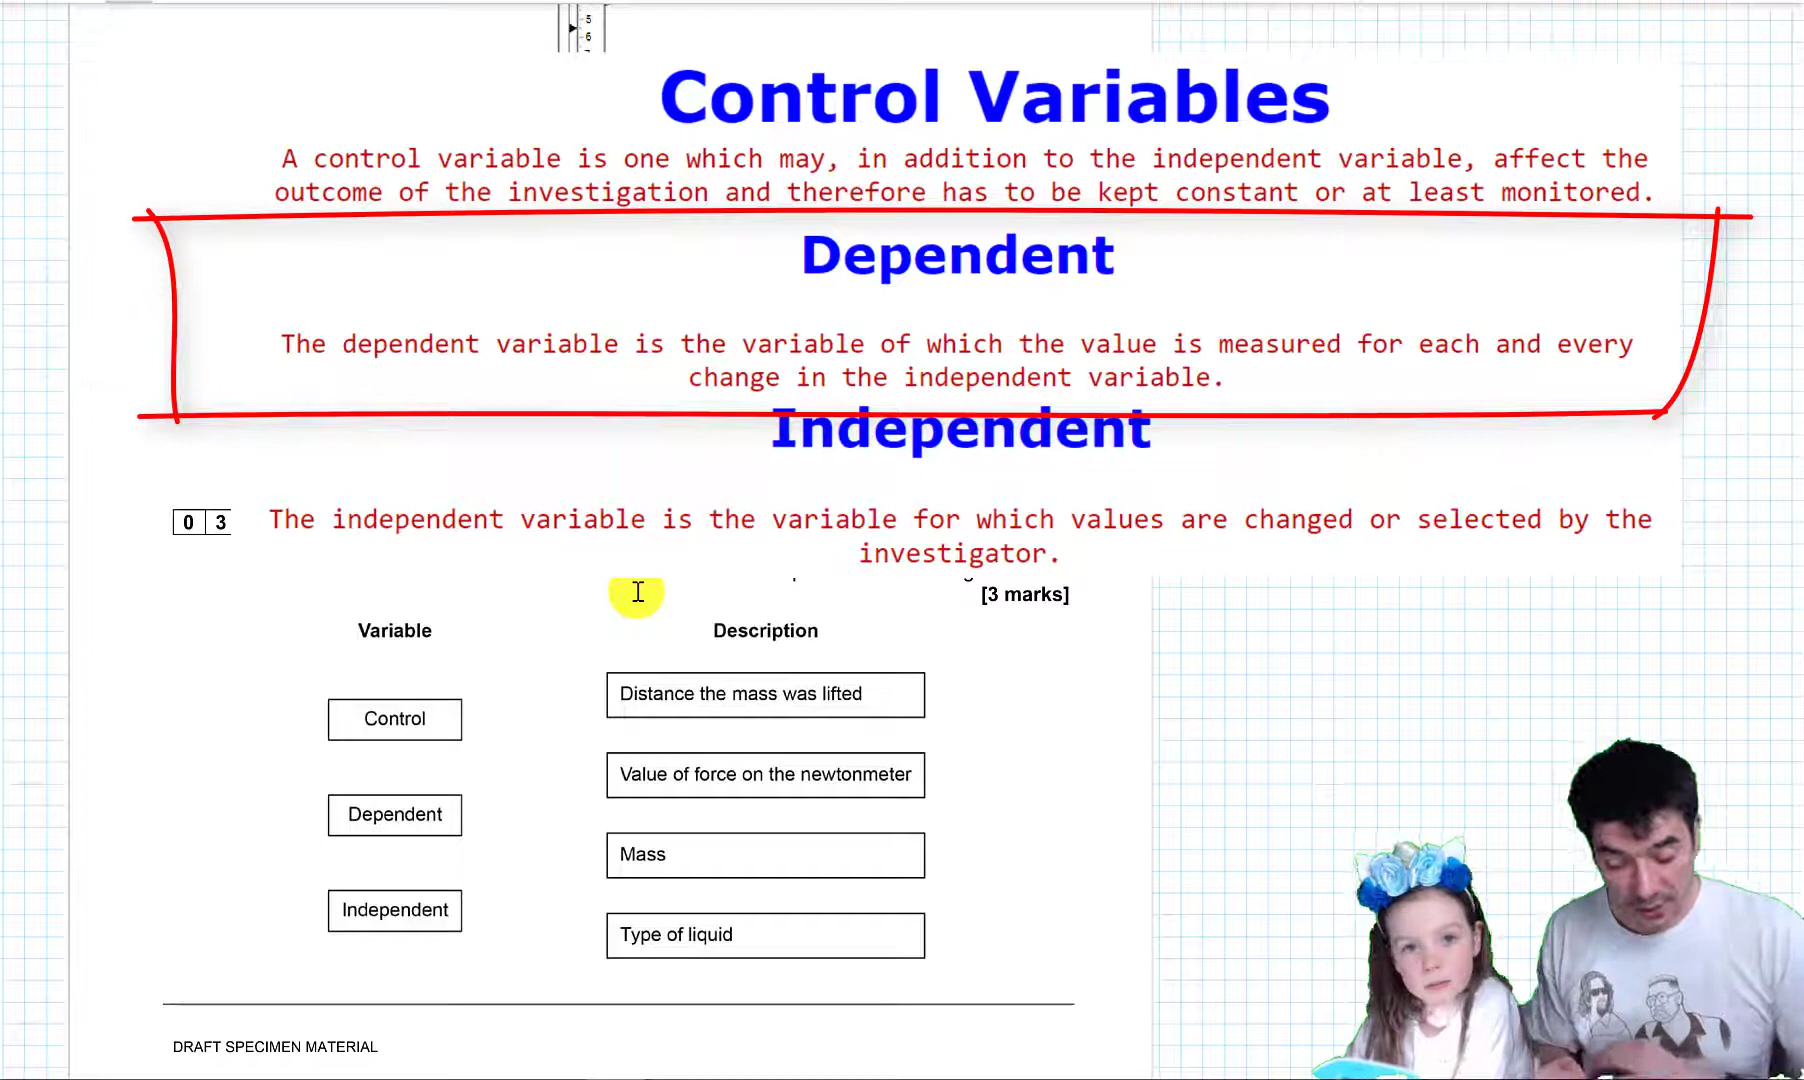 5
6
Control Variables
A control variable is one which may, in addition to the independent variable, affect the
outcome of the investigation and therefore has to be kept constant or at least monitored.
Dependent
The dependent variable is the variable of which the value is measured for each and every
change in the independent variable.
Independent
0 3
The independent variable is the variable for which values are changed or selected by the
investigator.
[3 marks]
Variable
Description
Distance the mass was lifted
Control
Value of force on the newtonmeter
Dependent
Mass
Independent
Type of liquid
DRAFT SPECIMEN MATERIAL